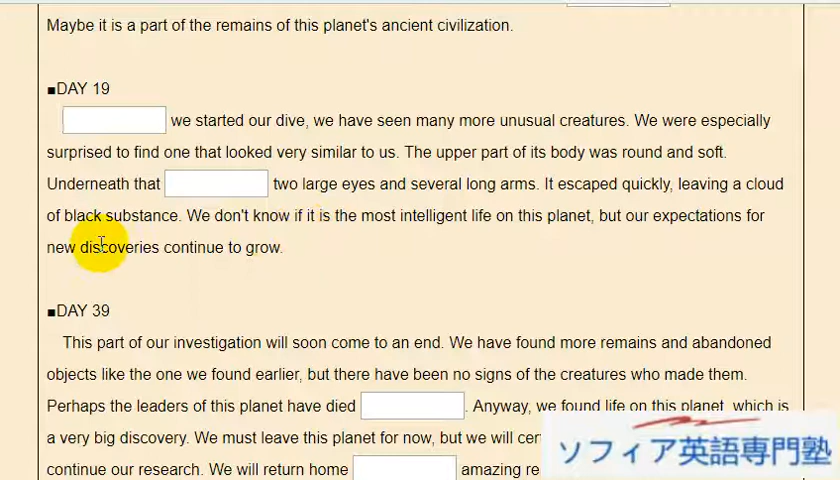 Maybe it is a part of the remains of this planet's ancient civilization.
■DAY 19
we started our dive, we have seen many more unusual creatures. We were especially
surprised to find one that looked very similar to us. The upper part of its body was round and soft.
Underneath that two large eyes and several long arms. It escaped quickly, leaving a cloud
of black substance. We don't know if it is the most intelligent life on this planet, but our expectations for
new discoveries continue to grow.
■DAY 39
This part of our investigation will soon come to an end. We have found more remains and abandoned
objects like the one we found earlier, but there have been no signs of the creatures who made them.
Perhaps the leaders of this planet have died . Anyway, we found life on this planet, which is
a very big discovery. We must leave this planet for now, but we will
continue our research. We will return home amazing
ソフィア英語専門塾